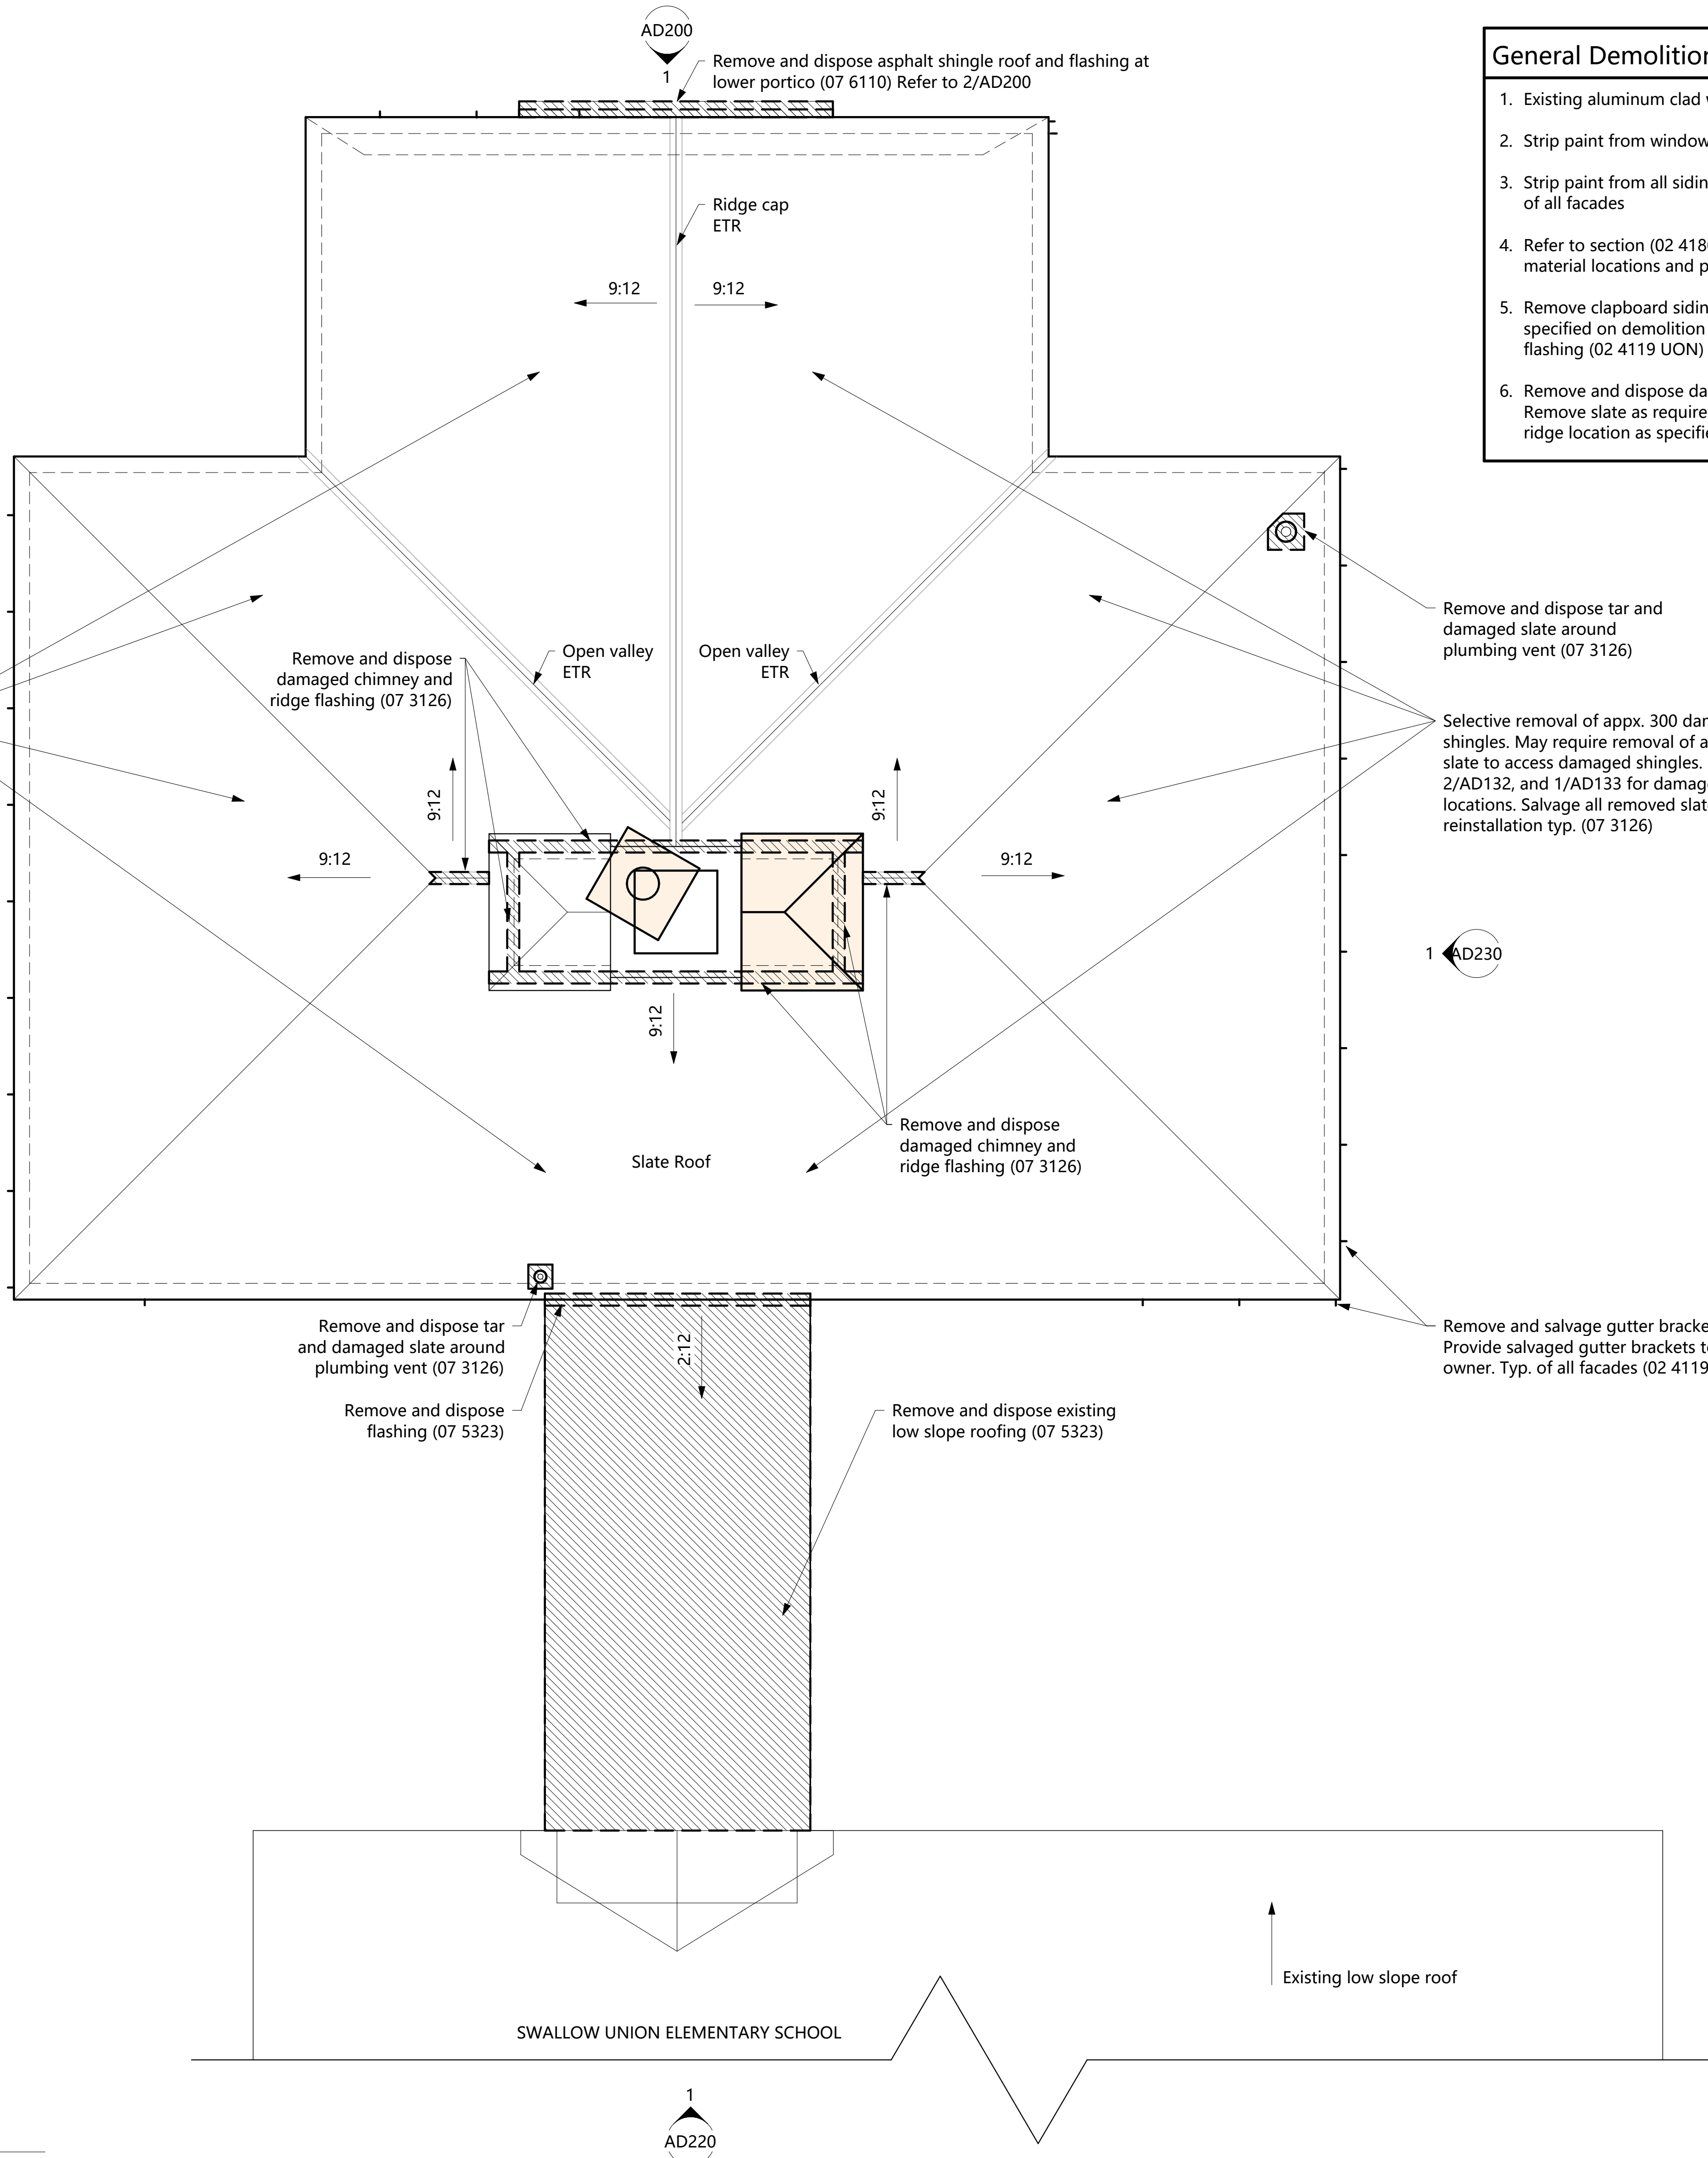 AD200
1
Remove and dispose asphalt shingle roof and flashing at
lower portico (07 6110) Refer to 2/AD200
General Demolition
1. Existing aluminum clad
2. Strip paint from window
3. Strip paint from all
of all facades
4. Refer to section (02
material locations and
5. Remove clapboard
specified on demolition
flashing (02 4119 UON)
6. Remove and dispose
Remove slate as
ridge location as
Ridge cap
ETR
9:12
9:12
Remove and dispose tar and
damaged slate around
plumbing vent (07 3126)
Open valley
ETR
Open valley
ETR
Remove and dispose
damaged chimney and
ridge flashing (07 3126)
Selective removal of appx. 300
shingles. May require removal of
slate to access damaged shingles.
2/AD132, and 1/AD133 for
locations. Salvage all removed
reinstallation typ. (07 3126)
9:12
9:12
9:12
9:12
1
AD230
9:12
Remove and dispose
damaged chimney and
ridge flashing (07 3126)
Slate Roof
Remove and dispose tar
and damaged slate around
plumbing vent (07 3126)
2:12
Remove and salvage gutter
Provide salvaged gutter brackets
owner. Typ. of all facades (02 4119
Remove and dispose
flashing (07 5323)
Remove and dispose existing
low slope roofing (07 5323)
Existing low slope roof
SWALLOW UNION ELEMENTARY SCHOOL
1
AD220